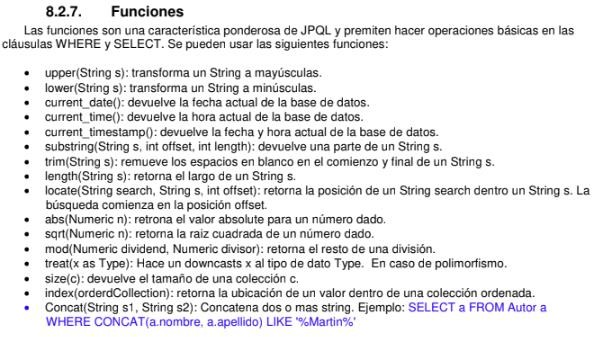 8.2.7. Funciones
Las funciones son una característica ponderosa de JPQL y premiten hacer operaciones básicas en las
cláusulas WHERE y SELECT. Se pueden usar las siguientes funciones:
• upper(String s): transforma un String a mayúsculas.
• lower(String s): transforma un String a minúsculas.
• current_date(): devuelve la fecha actual de la base de datos.
• current_time(): devuelve la hora actual de la base de datos.
• current_timestamp(): devuelve la fecha y hora actual de la base de datos.
• substring(String s, int offset, int length): devuelve una parte de un String s.
• trim(String s): remueve los espacios en blanco en el comienzo y final de un String s.
• length(String s): retorna el largo de un String s.
• locate(String search, String s, int offset): retorna la posición de un String search dentro un String s. La
búsqueda comienza en la posición offset.
• abs(Numeric n): retrona el valor absolute para un número dado.
• sqrt(Numeric n): retorna la raiz cuadrada de un número dado.
• mod(Numeric dividend, Numeric divisor): retorna el resto de una división.
• treat(x as Type): Hace un downcasts x al tipo de dato Type. En caso de polimorfismo.
• size(c): devuelve el tamaño de una colección c.
• index(orderdCollection): retorna la ubicación de un valor dentro de una colección ordenada.
• Concat(String s1, String s2): Concatena dos o mas string. Ejemplo: SELECT a FROM Autor a
WHERE CONCAT(a.nombre, a.apellido) LIKE '%Martin%'